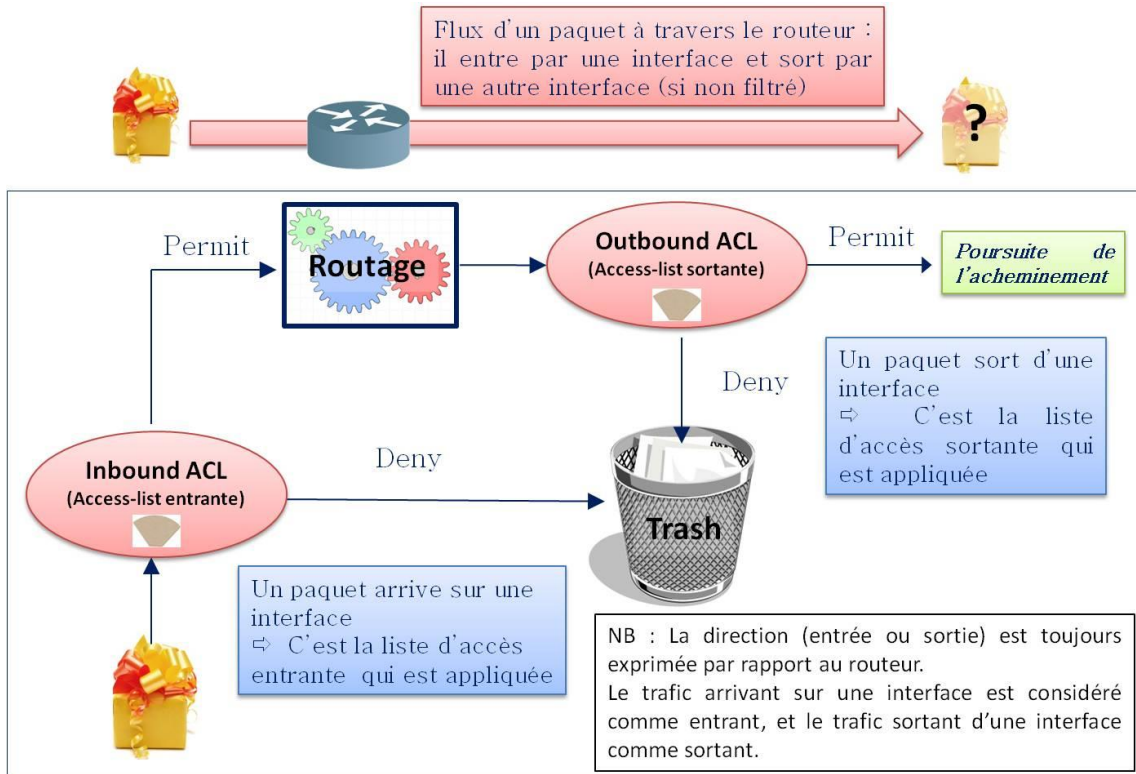 Flux d'un paquet à travers le routeur :
il entre par une interface et sort par
une autre interface (si non filtré)
?
Permit
Routage
Outbound ACL
(Access-list sortante)
Permit
Poursuite de
l'acheminement
Deny
Un paquet sort d'une
interface
⇨ C'est la liste
d'accès sortante qui
est appliquée
Inbound ACL
(Access-list entrante)
Deny
Trash
Un paquet arrive sur une
interface
⇨ C'est la liste d'accès
entrante qui est appliquée
NB : La direction (entrée ou sortie) est toujours
exprimée par rapport au routeur.
Le trafic arrivant sur une interface est considéré
comme entrant, et le trafic sortant d'une interface
comme sortant.